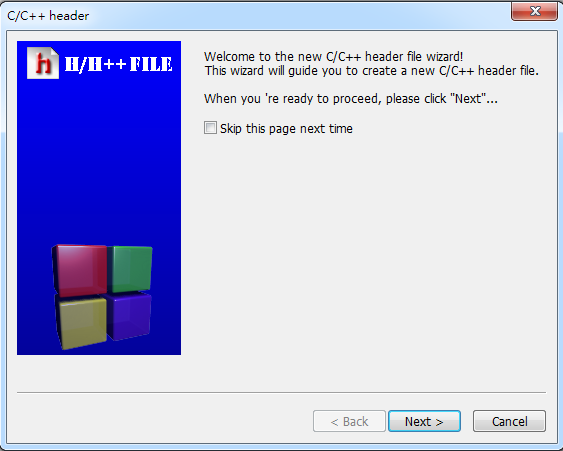 C/C++ header
h H/H++ FILE
Welcome to the new C/C++ header file wizard!
This wizard will guide you to create a new C/C++ header file.
When you 're ready to proceed, please click "Next"...
Skip this page next time
< Back
Next >
Cancel